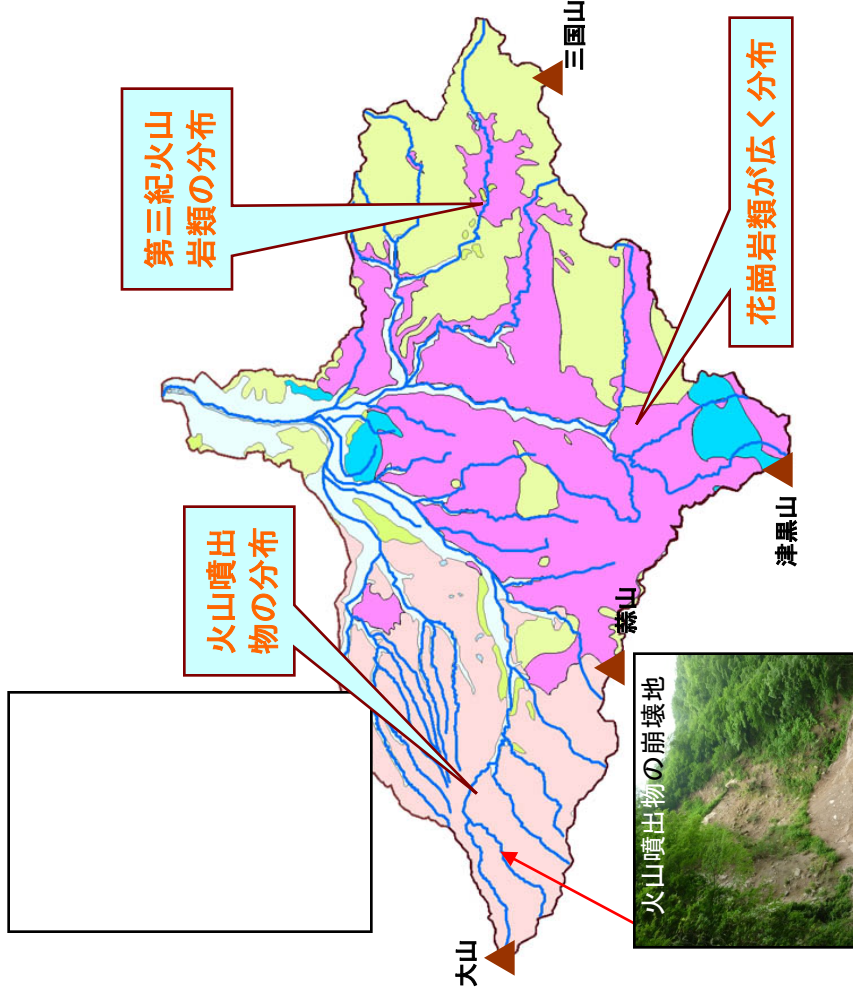 第三紀火山
岩類の分布
三国山
花崗岩類が広く分布
火山噴出
物の分布
津黒山
蒜山
火山噴出物の崩壊地
大山